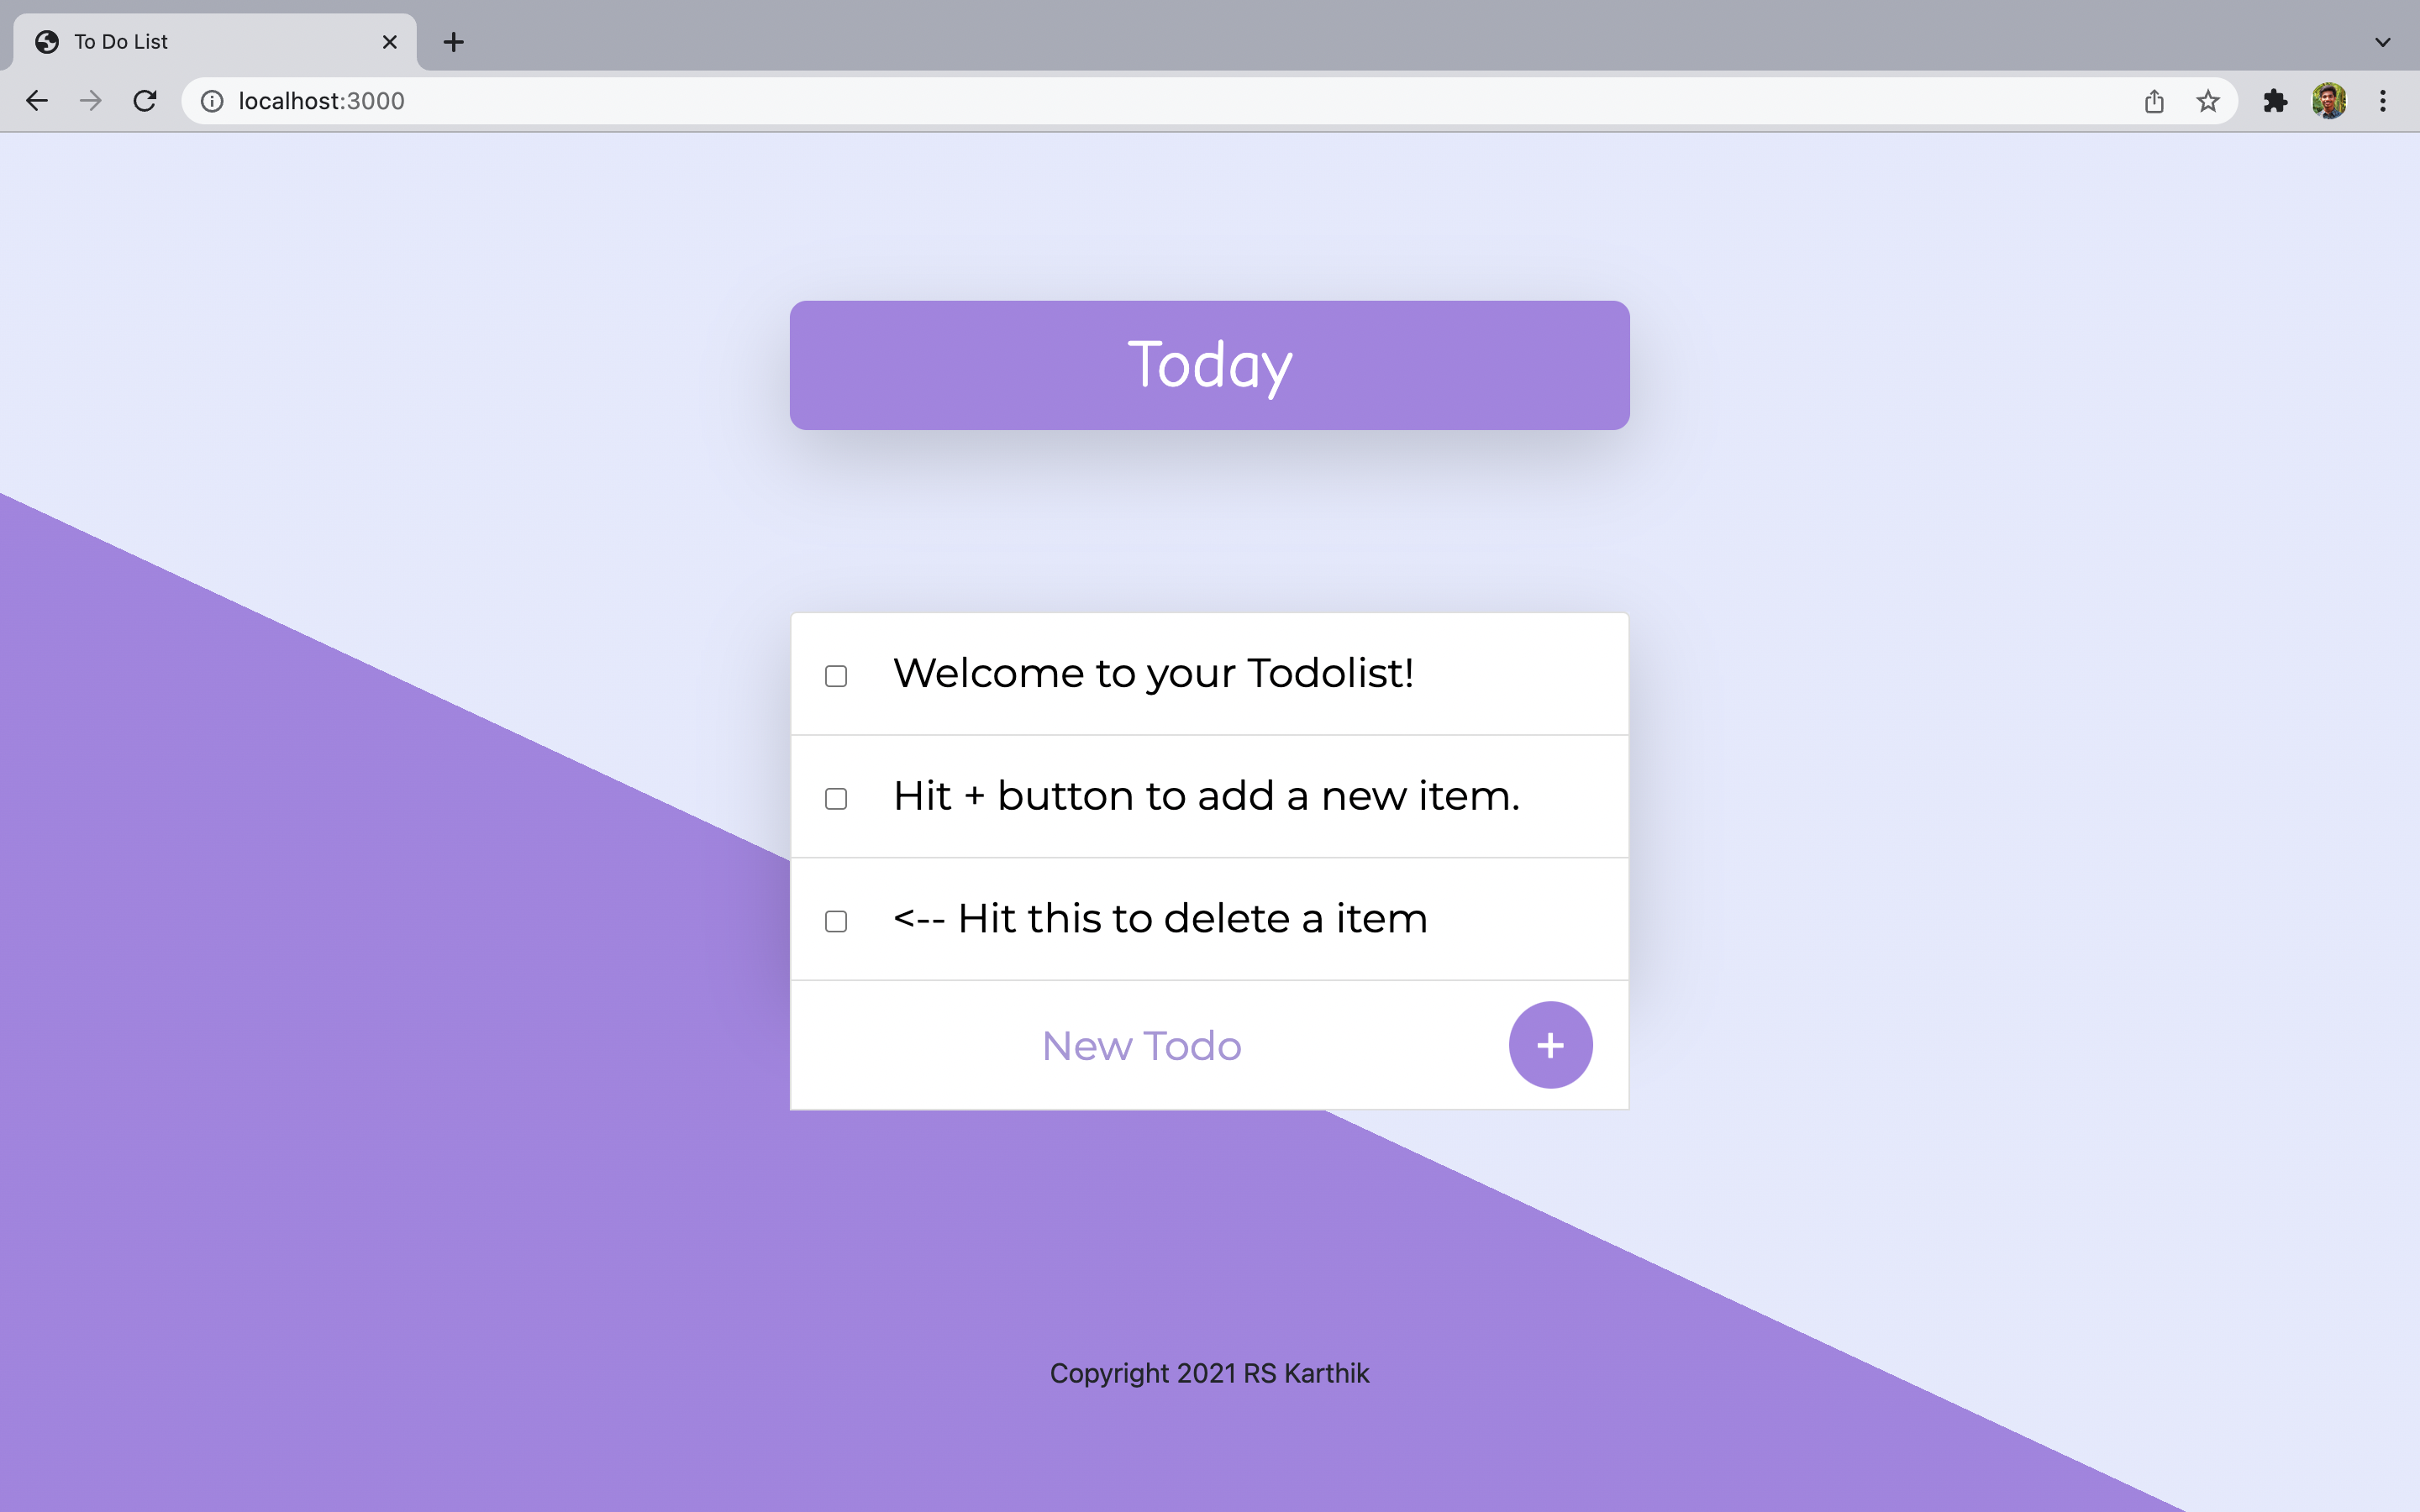 To Do List
localhost:3000
Today
Welcome to your Todolist!
Hit + button to add a new item.
<-- Hit this to delete a item
New Todo
+
Copyright 2021 RS Karthik